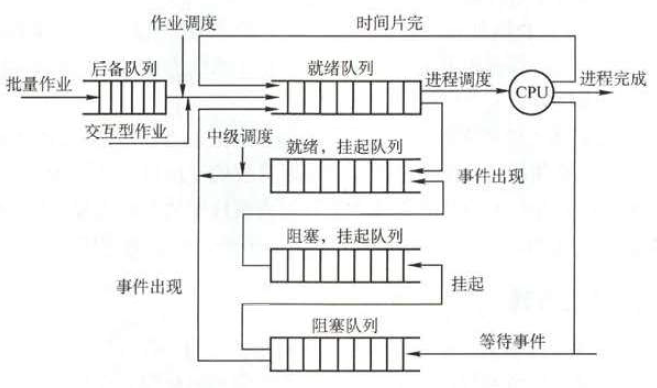 作业调度
时间片完
后备队列
就绪队列
批量作业
进程调度
CPU
进程完成
交互型作业
中级调度
就绪，挂起队列
事件出现
阻塞，挂起队列
事件出现
挂起
阻塞队列
等待事件